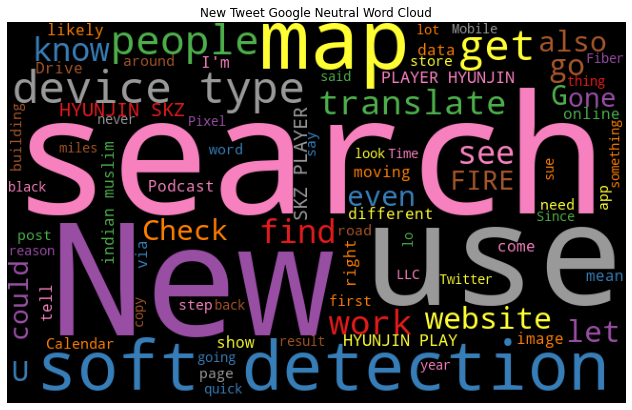 New Tweet Google Neutral Word Cloud
likely
people
map
get
lot
Mobile
also
know
I'm
store
data
Drive
around
said
PLAYER HYUNJIN
go
Fiber
thing
device type
HYUNJIN SKZ
never
translate
G
one
online
building
miles
Pixel
search
SKZ PLAYER
say
look
Time
see
sue
something
black
indian muslim
word
Podcast
moving
even
FIRE
app
different
need
Since
post
reason
via
Check
find
road
lo
come
could
New
right
use
mean
tell
copy
step
back
LLC
Twitter
first
work
website
let
Calendar
show
result
HYUNJIN PLAY
image
U
soft detection
going
page
quick
year